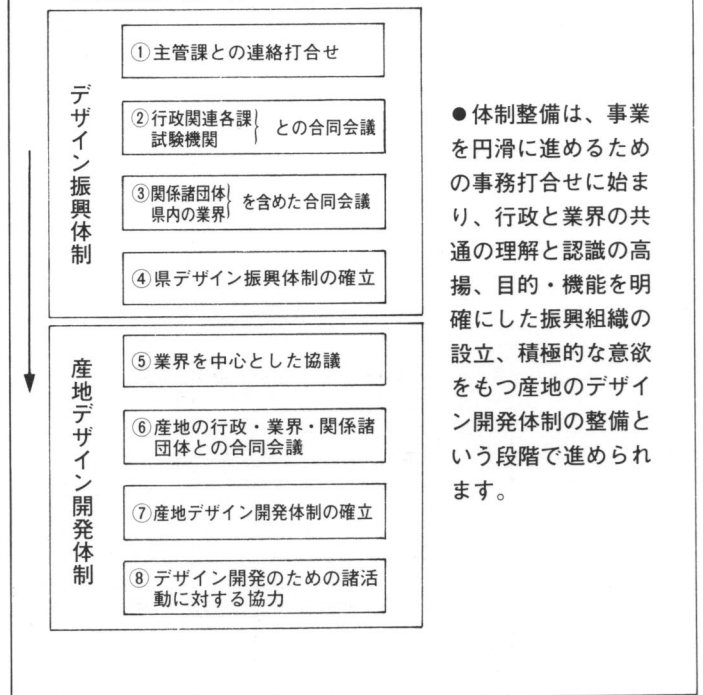 デザイン振興体制
①主管課との連絡打合せ
②行政関連各課
試験機関
との合同会議
③関係諸団体
県内の業界
を含めた合同会議
④県デザイン振興体制の確立
産地デザイン開発体制
⑤業界を中心とした協議
⑥産地の行政・業界・関係諸
団体との合同会議
⑦産地デザイン開発体制の確立
⑧デザイン開発のための諸活
動に対する協力
●体制整備は、事業
を円滑に進めるため
の事務打合せに始ま
り、行政と業界の共
通の理解と認識の高
揚、目的・機能を明
確にした振興組織の
設立、積極的な意欲
をもつ産地のデザイ
ン開発体制の整備と
いう段階で進められ
ます。